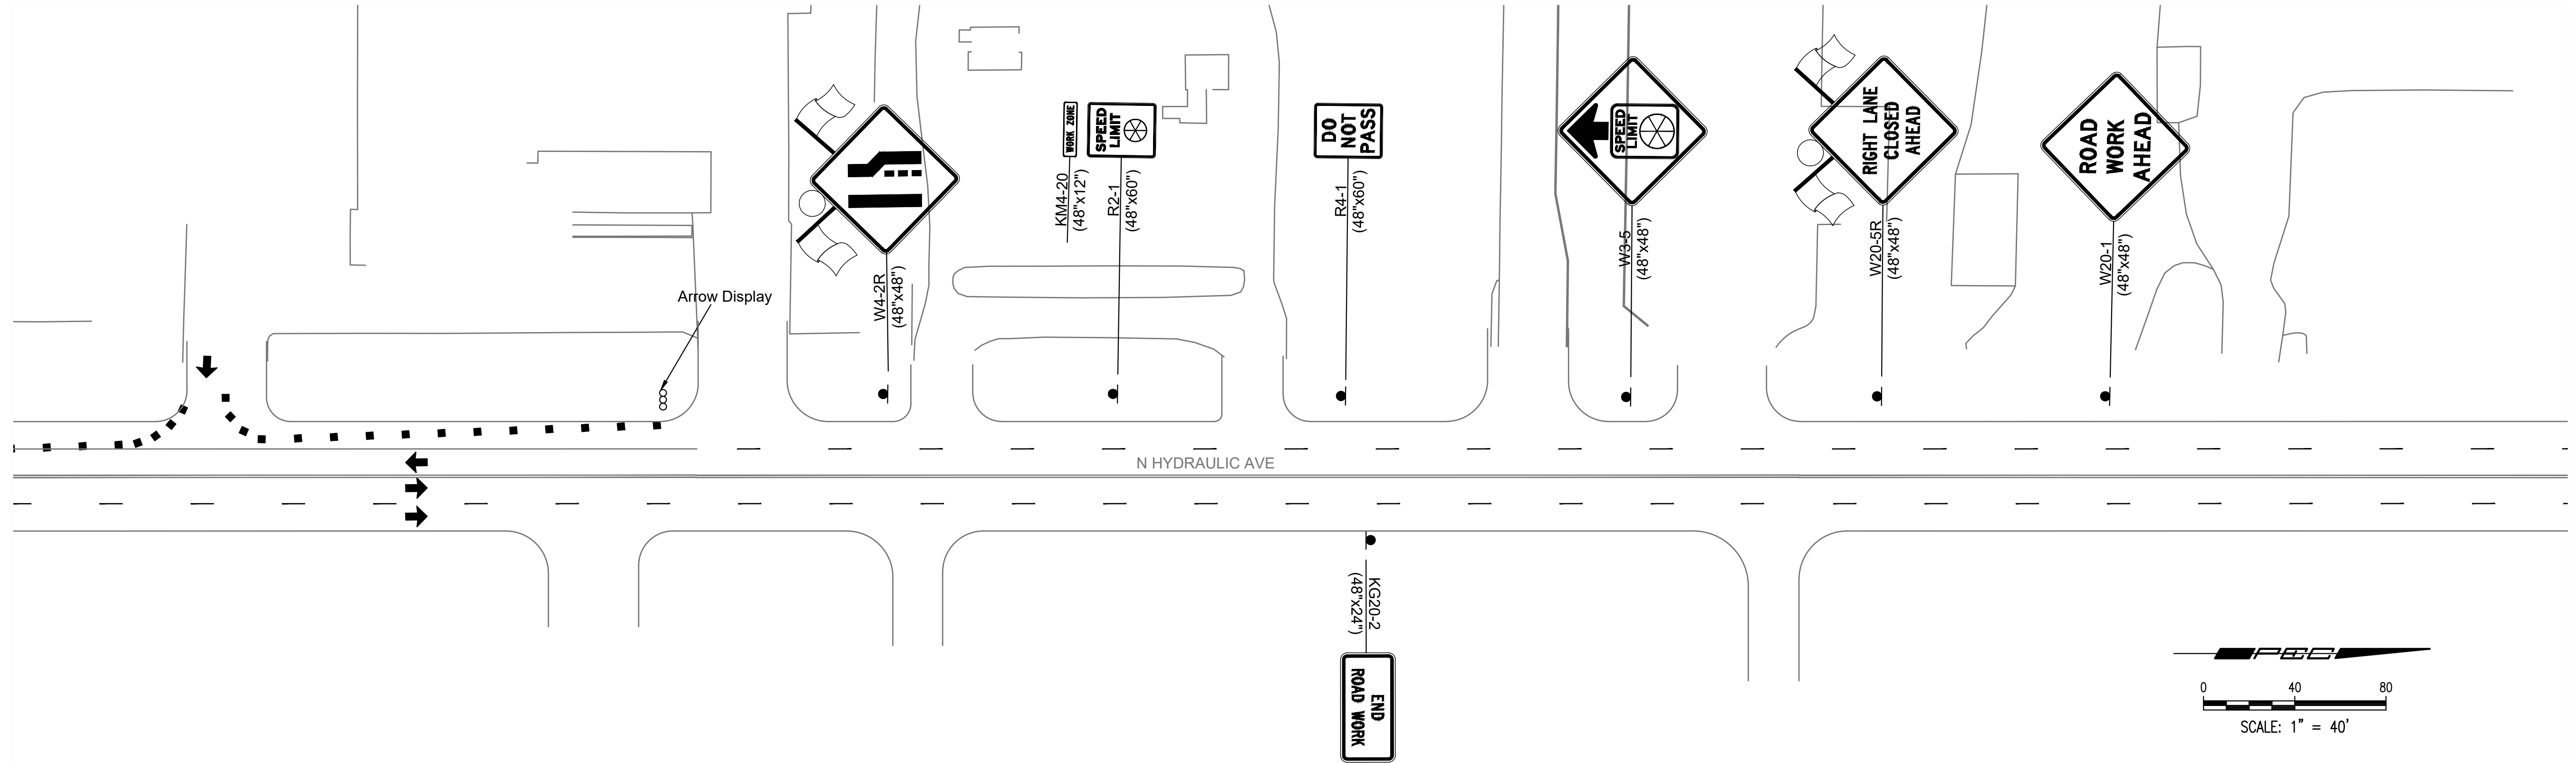 WORK ZONE
KM4-20
(48"x12")
SPEED
LIMIT
R2-1
(48"x60")
DO
NOT
PASS
R4-1
(48"x60")
SPEED
LIMIT
W3-5
(48"x48")
RIGHT LANE
CLOSED
AHEAD
W20-5R
(48"x48")
ROAD
WORK
AHEAD
W20-1
(48"x48")
W4-2R
(48"x48")
Arrow Display
N HYDRAULIC AVE
KG20-2
(48"x24")
END
ROAD WORK
PEC
0 40 80
SCALE: 1" = 40'